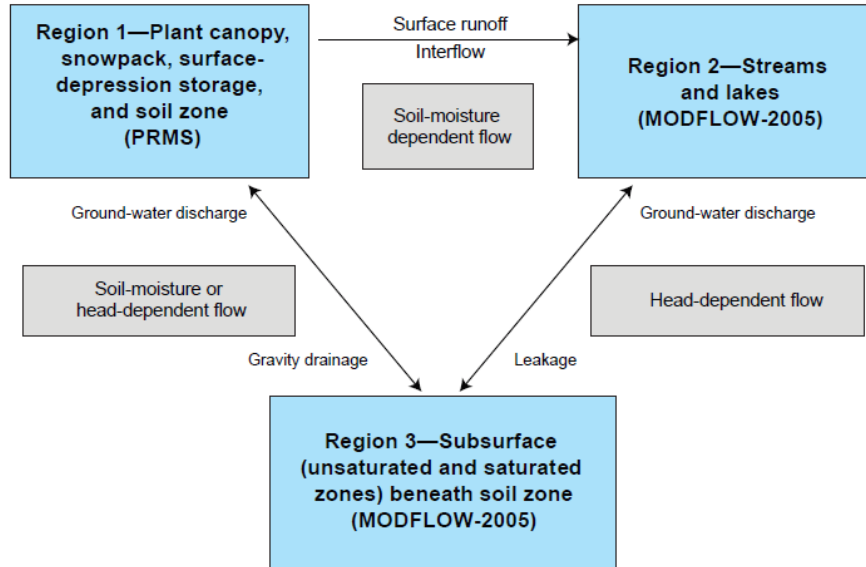 Region 1—Plant canopy,
snowpack, surface-
depression storage,
and soil zone
(PRMS)
Surface runoff
Interflow
Soil-moisture
dependent flow
Region 2—Streams
and lakes
(MODFLOW-2005)
Ground-water discharge
Ground-water discharge
Soil-moisture or
head-dependent flow
Head-dependent flow
Gravity drainage
Leakage
Region 3—Subsurface
(unsaturated and saturated
zones) beneath soil zone
(MODFLOW-2005)